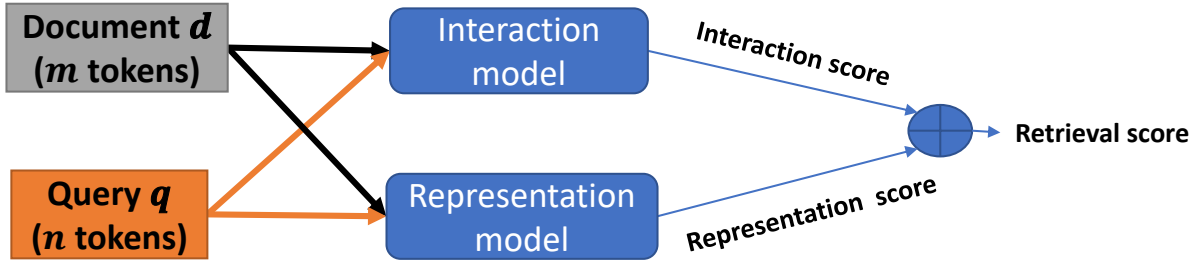 Document d
(m tokens)
Interaction
model
Interaction score
Retrieval score
Query q
(n tokens)
Representation
model
Representation score